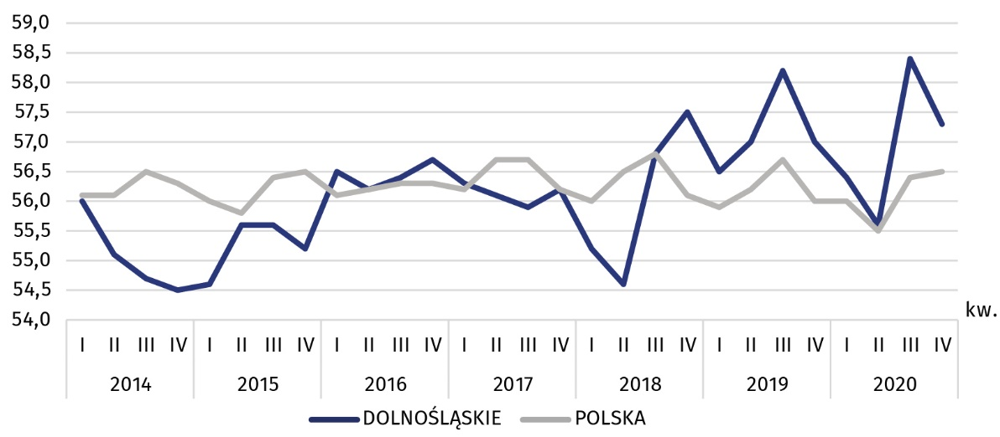 59,0
58,5
58,0
57,5
57,0
56,5
56,0
55,5
55,0
54,5
54,0
kw.
I II III IV I II III IV I II III IV I II III IV I II III IV I II III IV I II III IV
2014 2015 2016 2017 2018 2019 2020
DOLNOŚLĄSKIE POLSKA